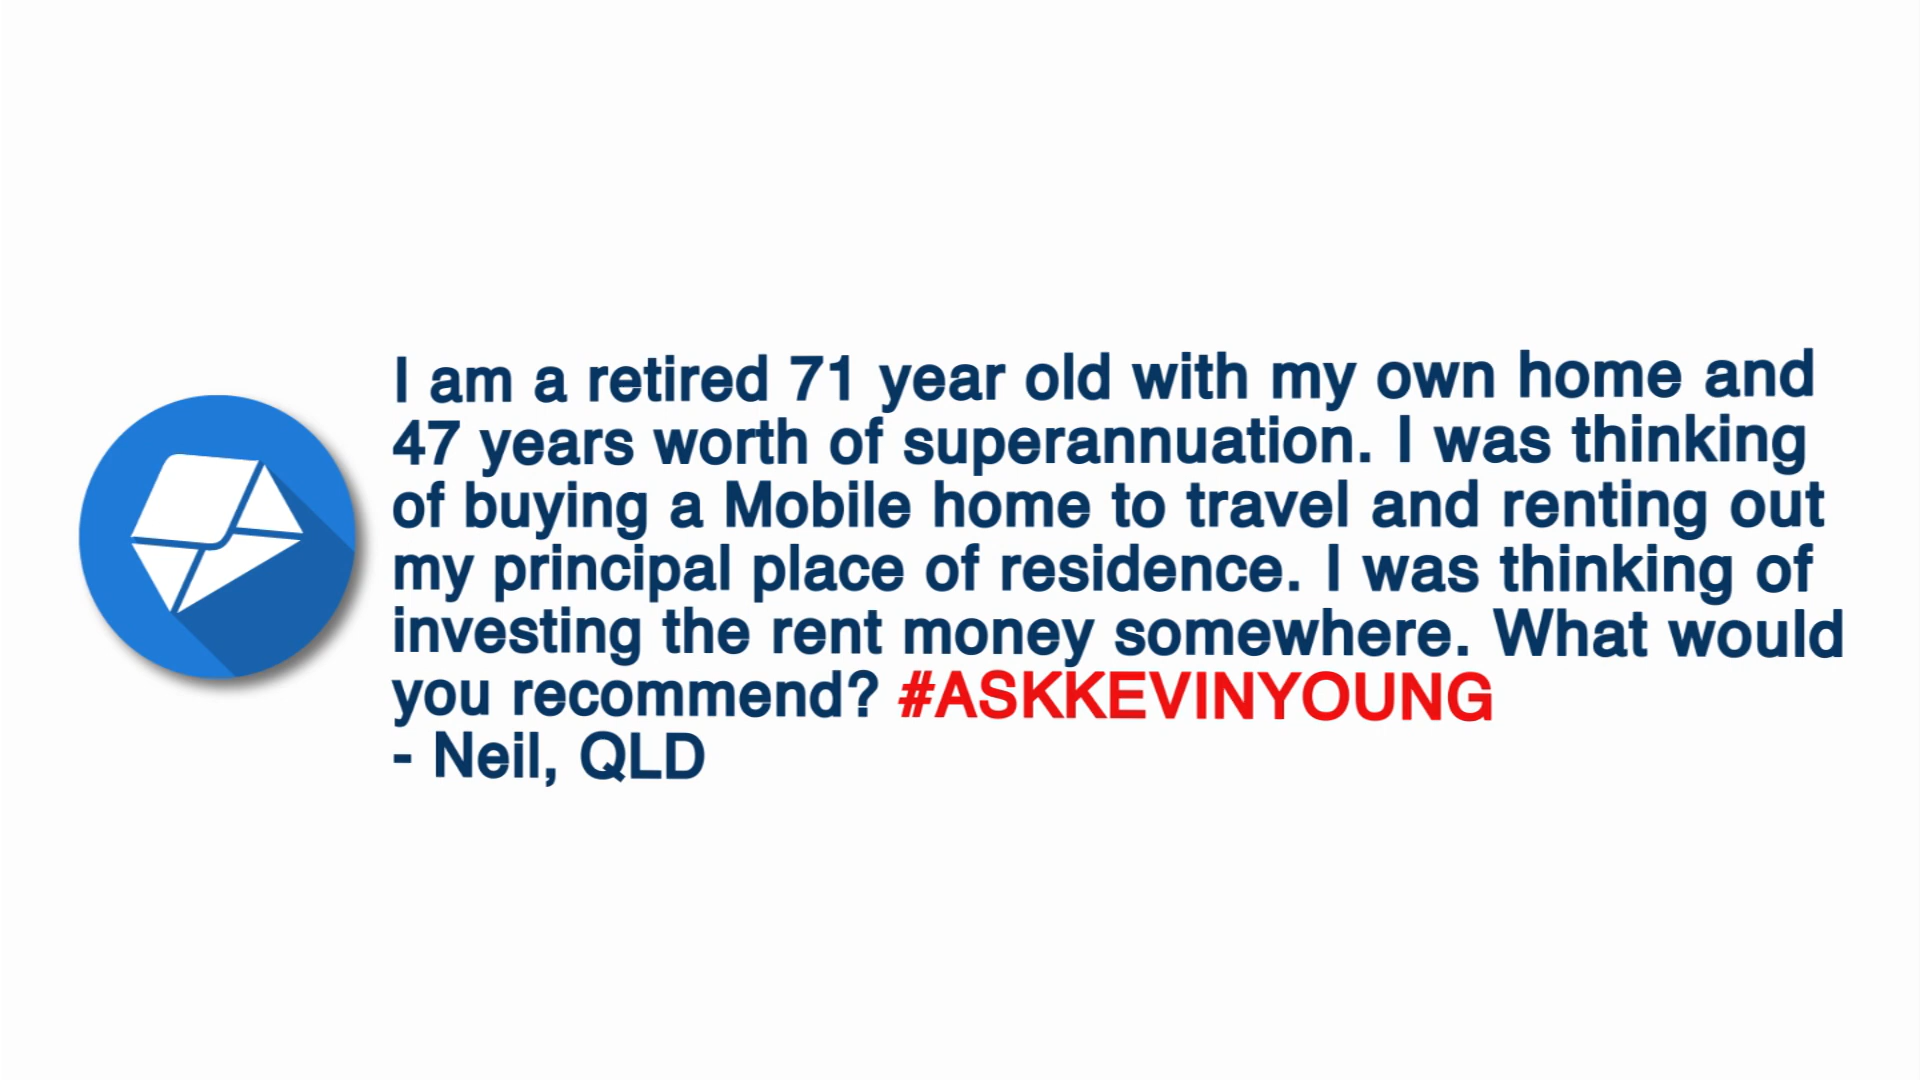 I am a retired 71 year old with my own home and
47 years worth of superannuation. I was thinking
of buying a Mobile home to travel and renting out
my principal place of residence. I was thinking of
investing the rent money somewhere. What would
you recommend? #ASKKEVINYOUNG
- Neil, QLD